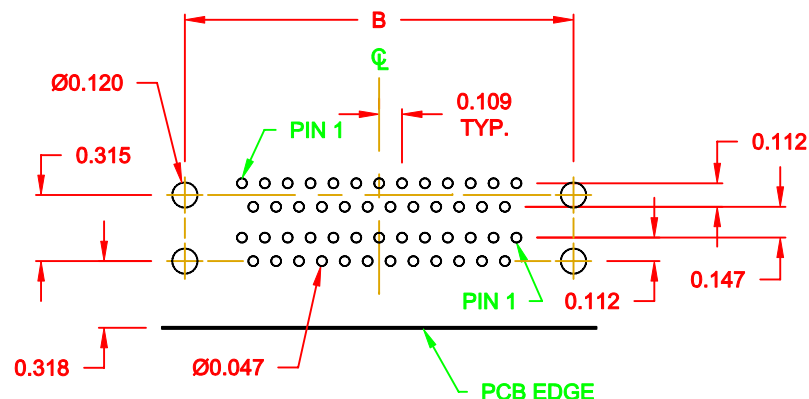 B
℄
Ø0.120
0.109
TYP.
PIN 1
0.315
0.112
PIN 1
0.112
0.147
0.318
Ø0.047
PCB EDGE